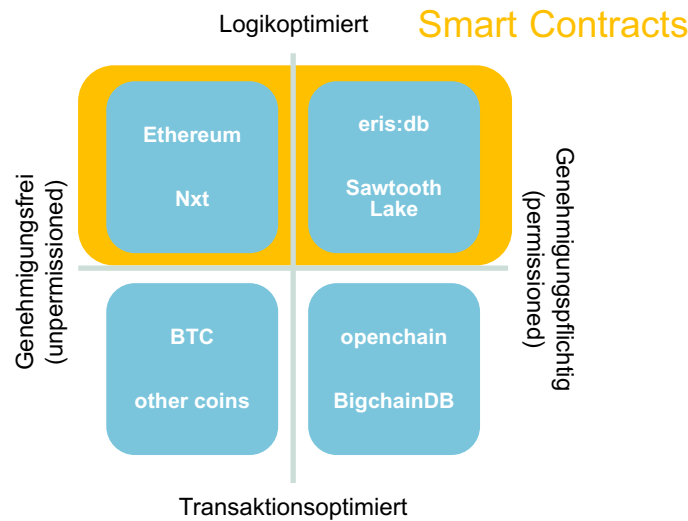 Logikoptimiert
Smart Contracts
Ethereum
Nxt
eris:db
Sawtooth
Lake
Genehmigungsfrei
(unpermissioned)
Genehmigungspflichtig
(permissioned)
BTC
other coins
openchain
BigchainDB
Transaktionsoptimiert